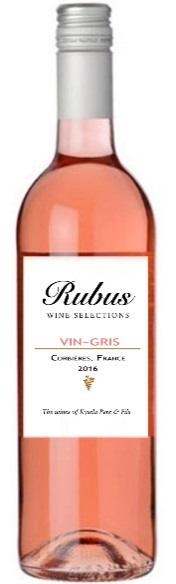 Rubus
WINE SELECTIONS
VIN-GRIS
CORBIÈRES, FRANCE
2016
The wines of Kysela Pere & Fils